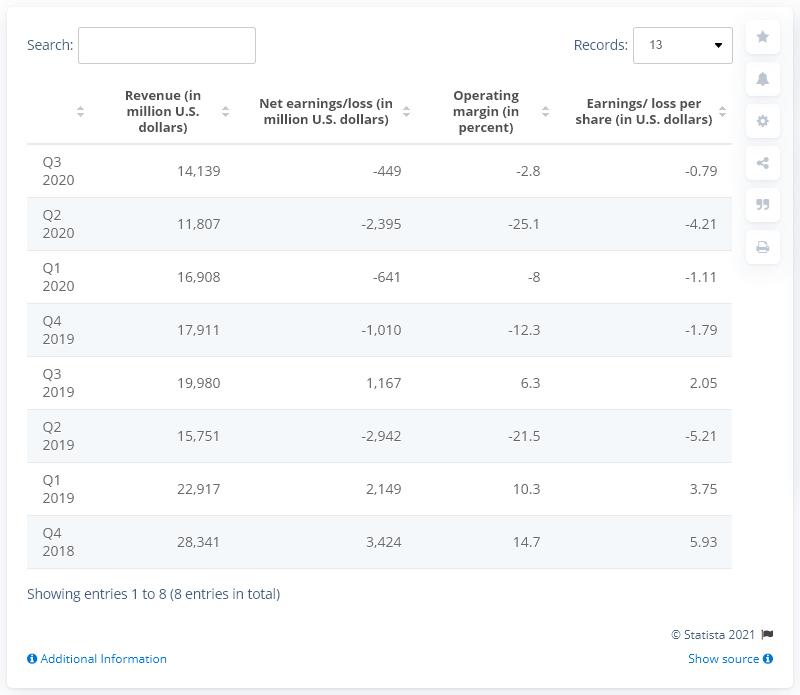 Search:
Records: 13
Revenue (in million U.S. dollars) Net earnings/loss (in million U.S. dollars) Operating margin (in percent) Earnings/ loss per share (in U.S. dollars)
Q3 2020 14,139 -449 -2.8 -0.79
Q2 2020 11,807 -2,395 -25.1 -4.21
Q1 2020 16,908 -641 -8 -1.11
Q4 2019 17,911 -1,010 -12.3 -1.79
Q3 2019 19,980 1,167 6.3 2.05
Q2 2019 15,751 -2,942 -21.5 -5.21
Q1 2019 22,917 2,149 10.3 3.75
Q4 2018 28,341 3,424 14.7 5.93
Showing entries 1 to 8 (8 entries in total)
© Statista 2021
Additional Information
Show source